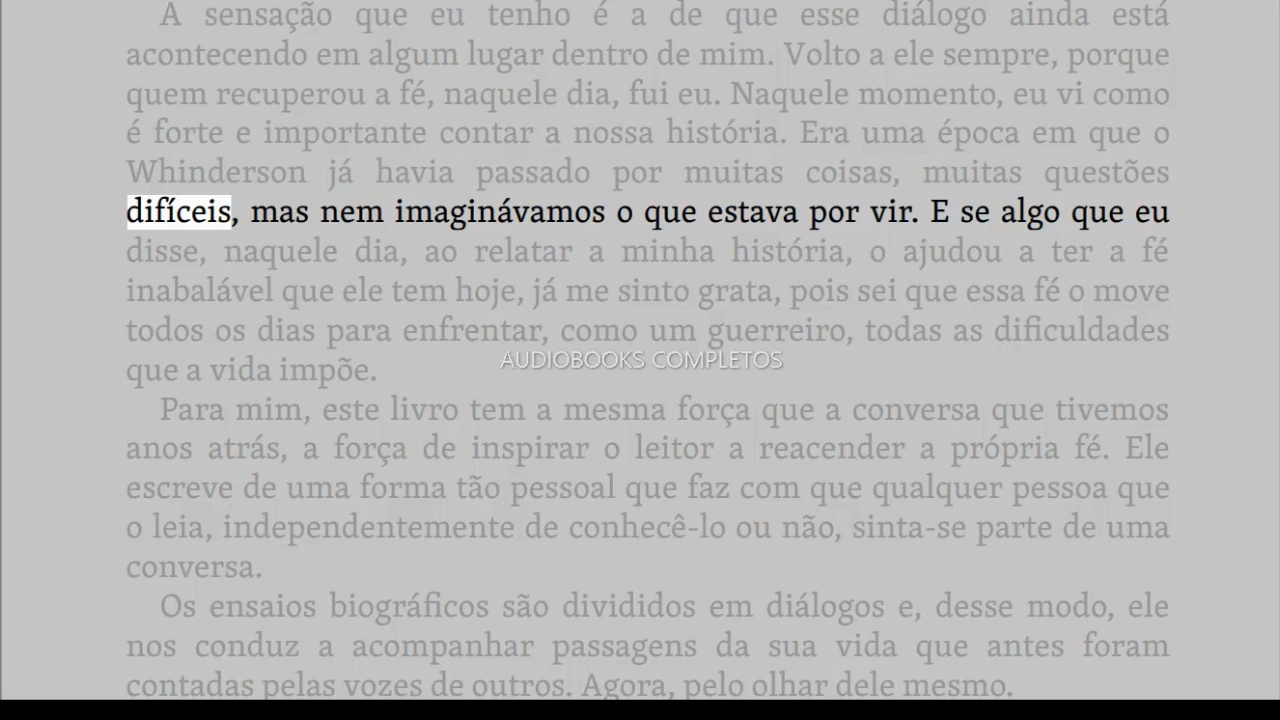 A sensação que eu tenho é a de que esse diálogo ainda está
acontecendo em algum lugar dentro de mim. Volto a ele sempre, porque
quem recuperou a fé, naquele dia, fui eu. Naquele momento, eu vi como
é forte e importante contar a nossa história. Era uma época em que o
Whinderson já havia passado por muitas coisas, muitas questões
difíceis, mas nem imaginávamos o que estava por vir. E se algo que eu
disse, naquele dia, ao relatar a minha história, o ajudou a ter a fé
inabalável que ele tem hoje, já me sinto grata, pois sei que essa fé o move
todos os dias para enfrentar, como um guerreiro, todas as dificuldades
AUDIOBOOKS COMPLETOS
que a vida impõe.
Para mim, este livro tem a mesma força que a conversa que tivemos
anos atrás, a força de inspirar o leitor a reacender a própria fé. Ele
escreve de uma forma tão pessoal que faz com que qualquer pessoa que
o leia, independentemente de conhecê-lo ou não, sinta-se parte de uma
conversa.
Os ensaios biográficos são divididos em diálogos e, desse modo, ele
nos conduz a acompanhar passagens da sua vida que antes foram
contadas pelas vozes de outros. Agora, pelo olhar dele mesmo.